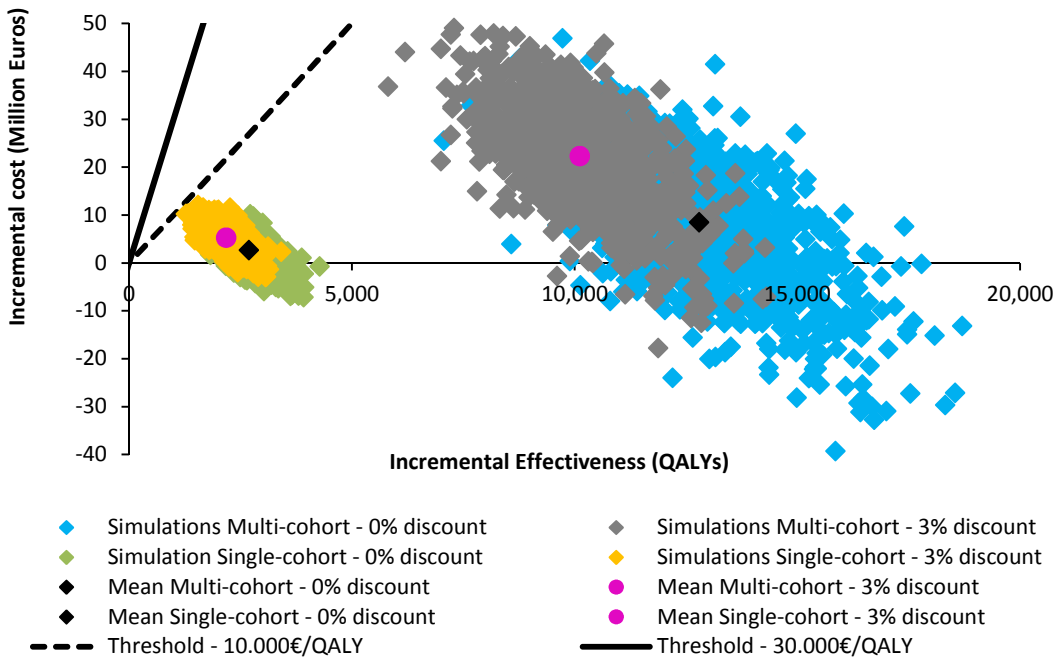 Incremental cost (Million Euros)
50
40
30
20
10
0
-10
-20
-30
-40
0
5,000
10,000
15,000
20,000
Incremental Effectiveness (QALYs)
Simulations Multi-cohort - 0% discount
Simulations Multi-cohort - 3% discount
Simulation Single-cohort - 0% discount
Simulations Single-cohort - 3% discount
Mean Multi-cohort - 0% discount
Mean Multi-cohort - 3% discount
Mean Single-cohort - 0% discount
Mean Single-cohort - 3% discount
Threshold - 10.000€/QALY
Threshold - 30.000€/QALY